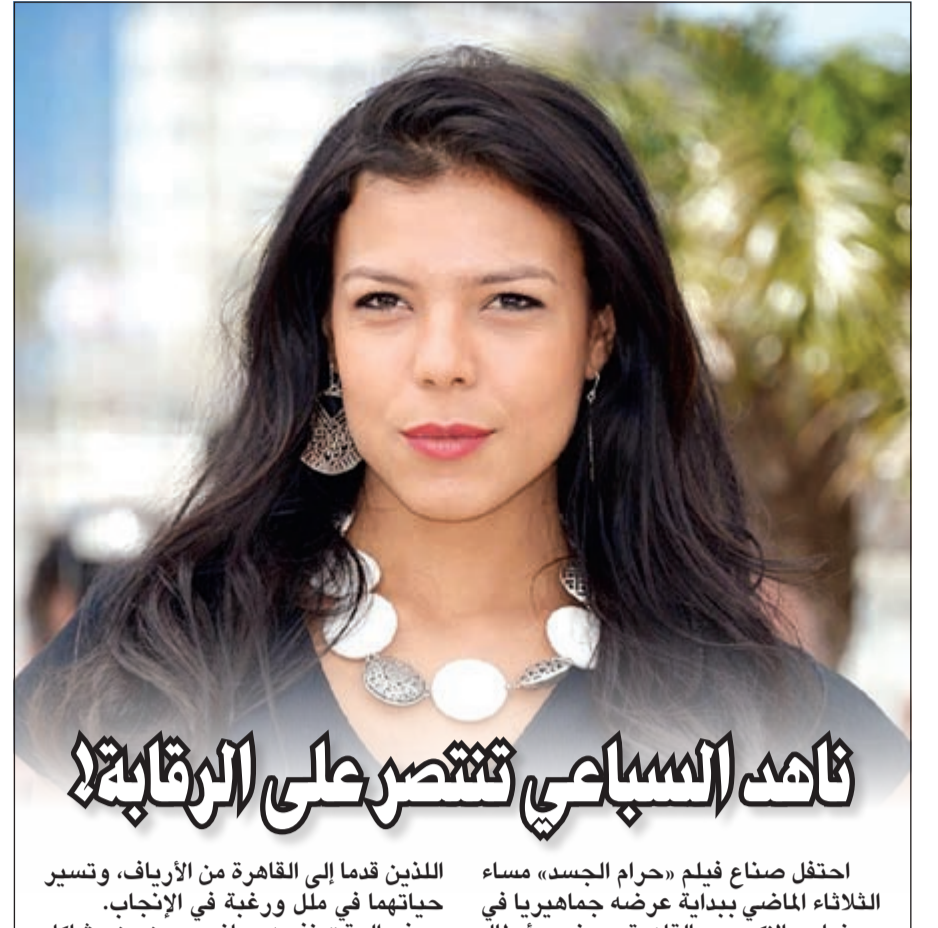 ناهد السباعي تنتصر على الرقابة!
احتفل صناع فيلم «حرام الجسد» مساء
الثلاثاء الماضي ببداية عرضه جماهيريا في
اللذين قدما إلى القاهرة من الأرياف، وتسير
حياتهما في ملل ورغبة في الإنجاب.